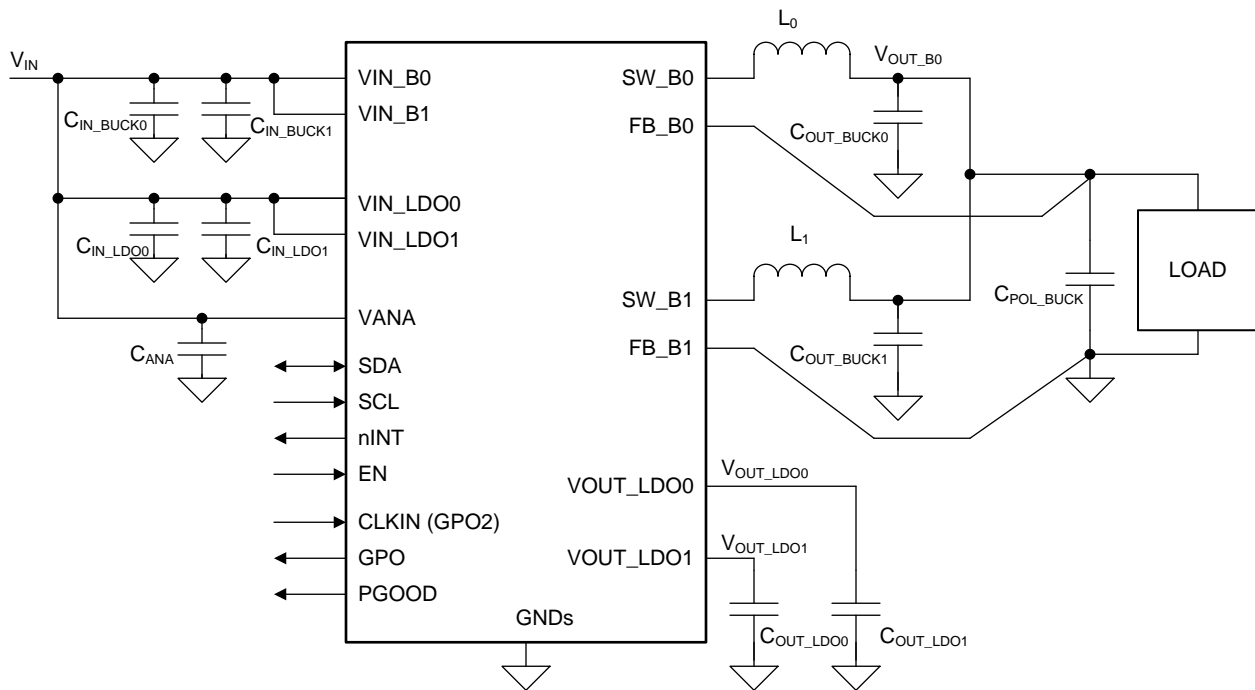 L0
VIN
VOUT_B0
VIN_B0
SW_B0
CIN_BUCK0
CIN_BUCK1
VIN_B1
COUT_BUCK0
FB_B0
VIN_LDO0
CIN_LDO0
CIN_LDO1
VIN_LDO1
L1
LOAD
CPOL_BUCK
SW_B1
VANA
CANA
FB_B1
COUT_BUCK1
SDA
SCL
nINT
EN
VOUT_LDO0
VOUT_LDO0
CLKIN (GPO2)
GPO
VOUT_LDO1
VOUT_LDO1
PGOOD
GNDs
COUT_LDO0
COUT_LDO1